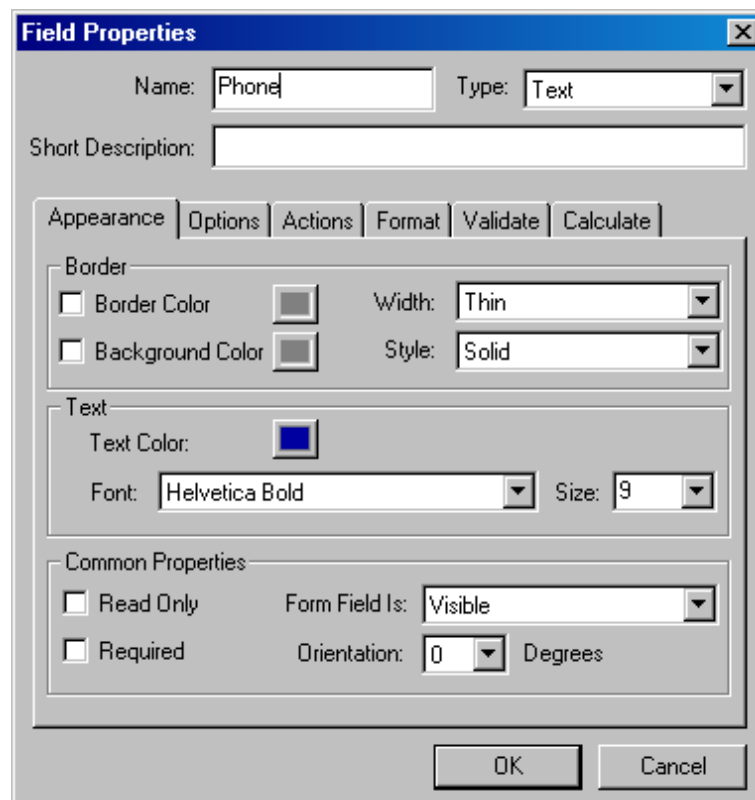 Field Properties
Name: Phone Type: Text
Short Description:
Appearance Options Actions Format Validate Calculate
Border
Border Color Width: Thin
Background Color Style: Solid
Text
Text Color:
Font: Helvetica Bold Size: 9
Common Properties
Read Only Form Field Is: Visible
Required Orientation: 0 Degrees
OK Cancel